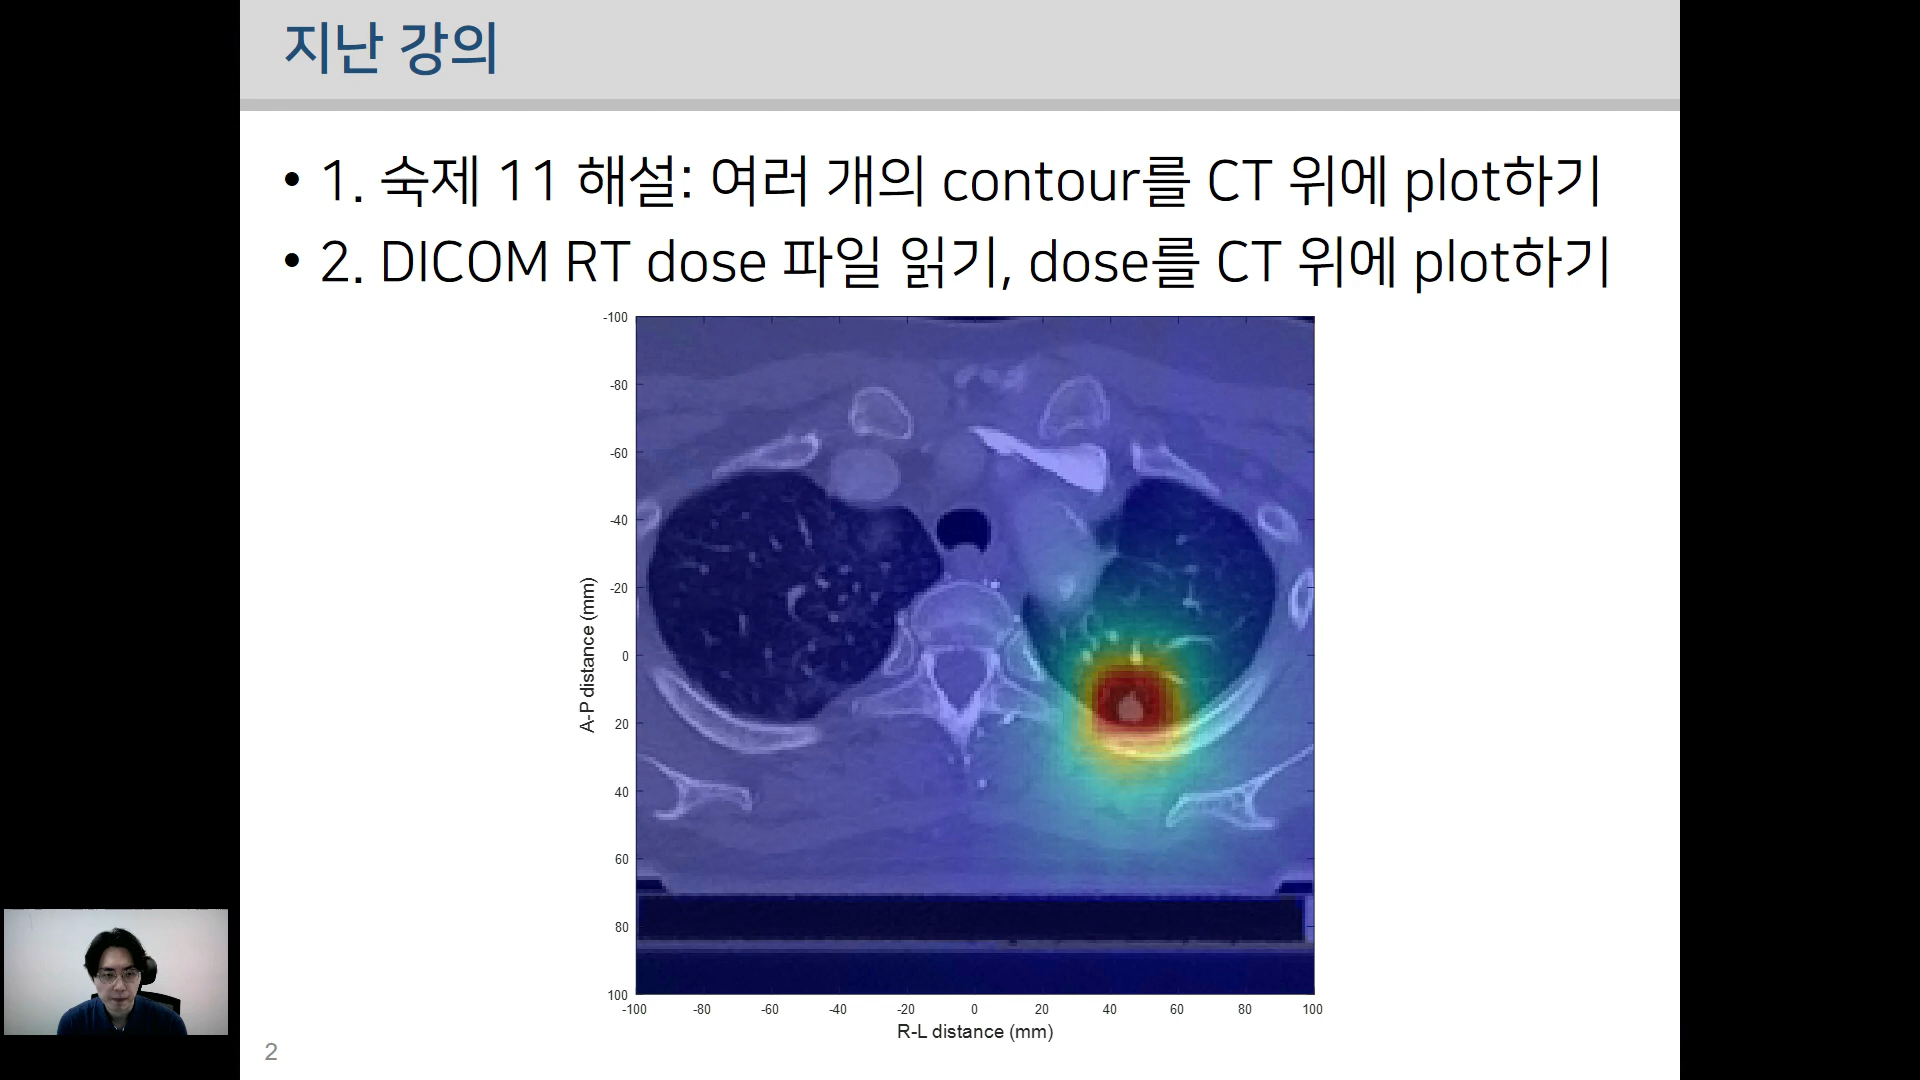 지난 강의
• 1. 숙제 11 해설: 여러 개의 contour를 CT 위에 plot하기
• 2. DICOM RT dose 파일 읽기, dose를 CT 위에 plot하기
-100
-80
-60
-40
-20
0
20
40
60
80
100
A-P distance (mm)
-100 -80 -60 -40 -20 0 20 40 60 80 100
R-L distance (mm)
2